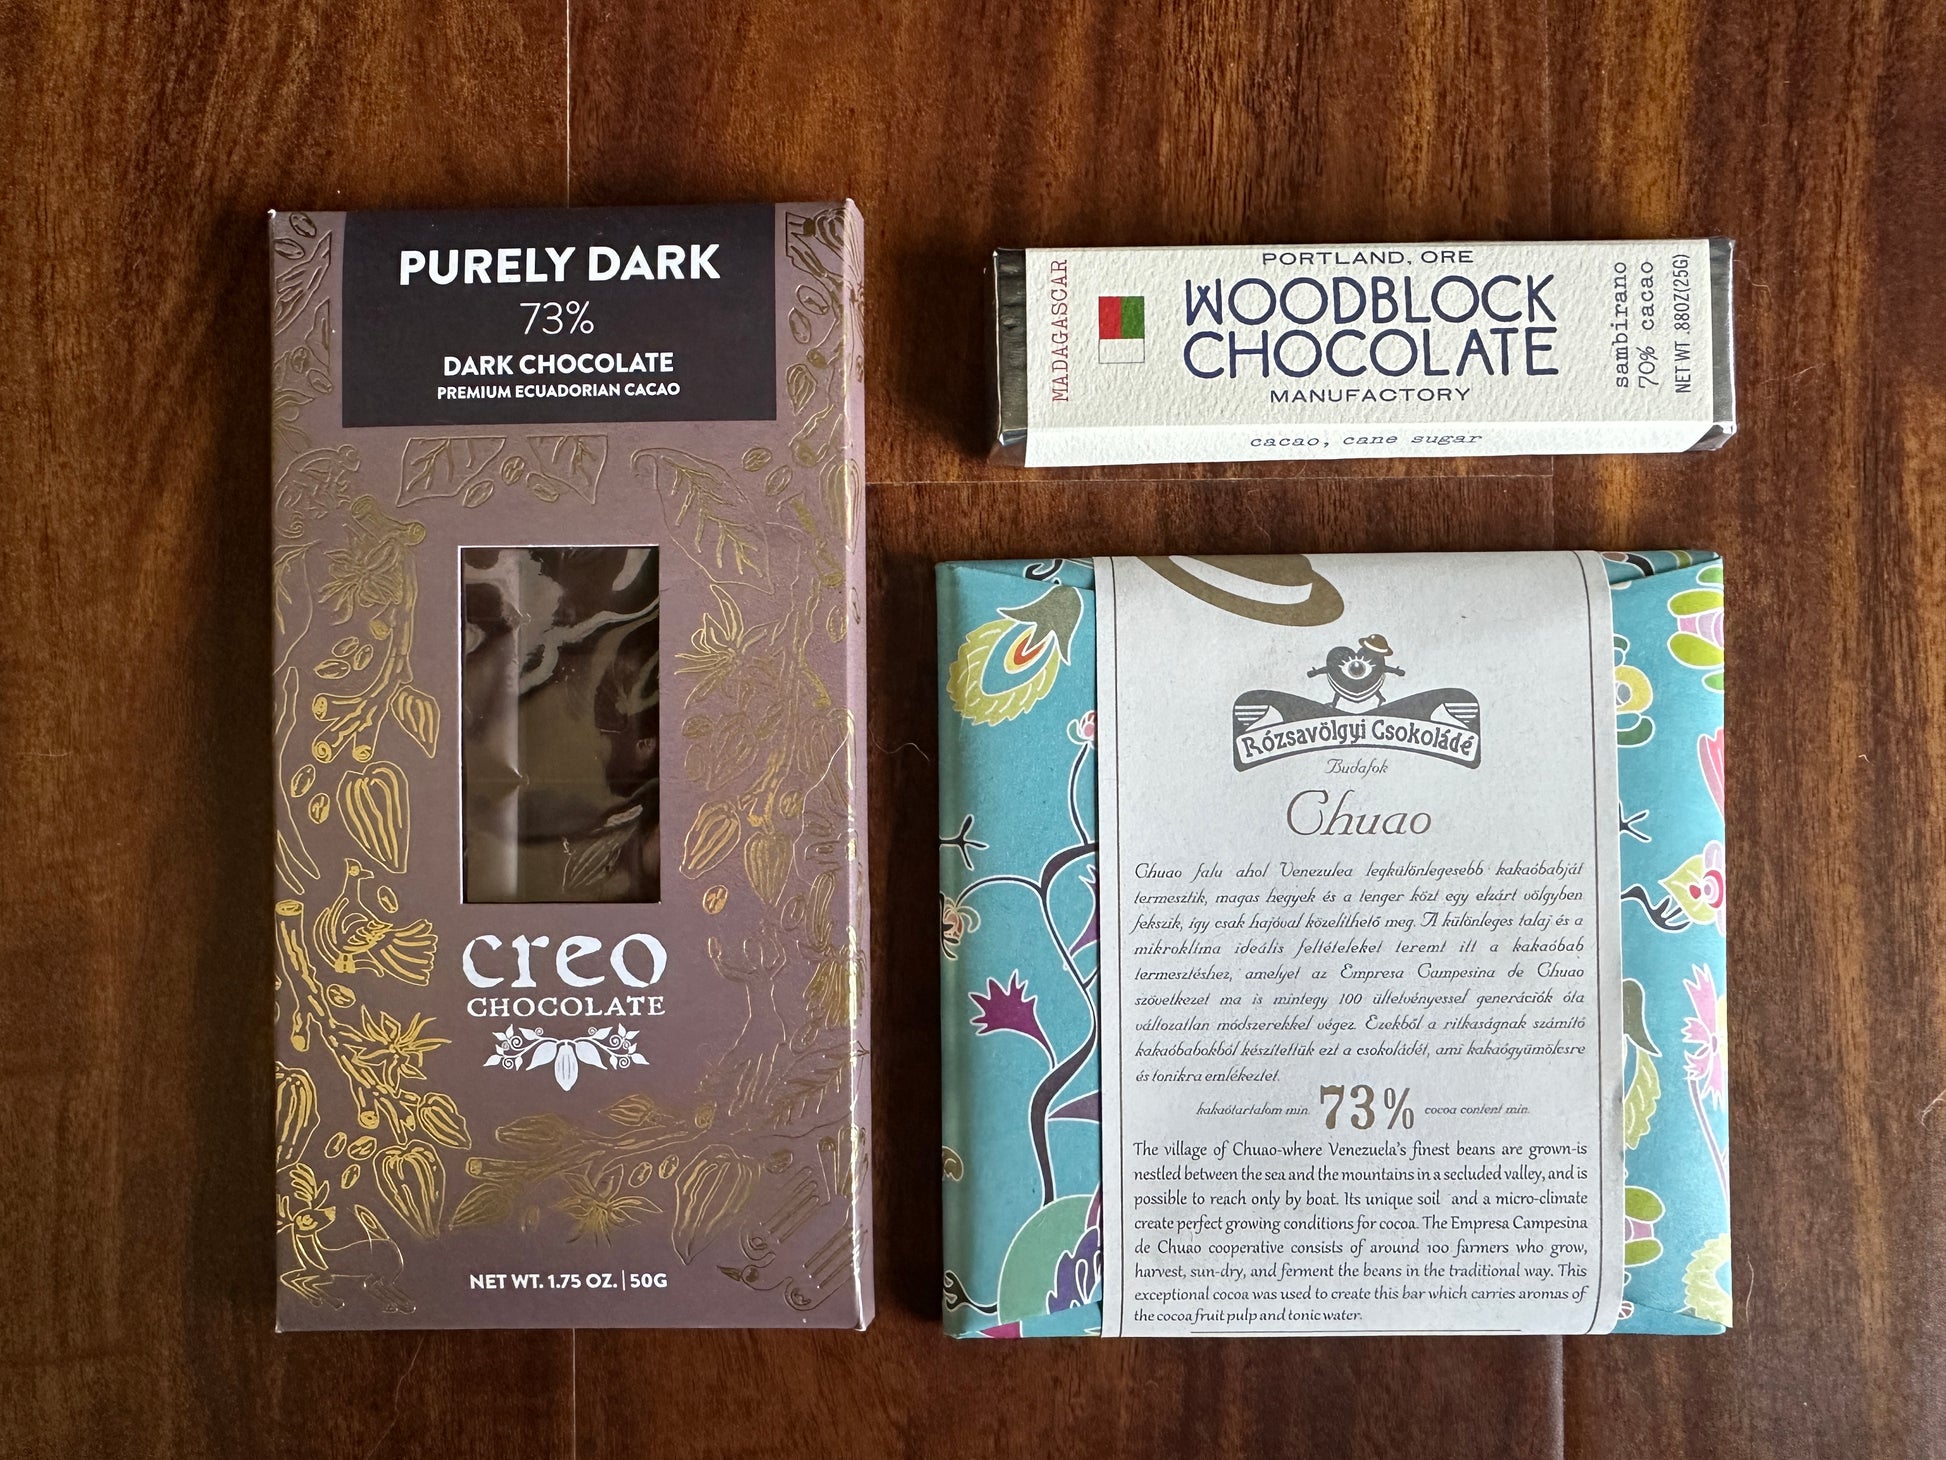 PURELY DARK
73%
DARK CHOCOLATE
PREMIUM ECUADORIAN CACAO
creo
CHOCOLATE
NET WT. 1.75 OZ. | 50G
MADAGASCAR
PORTLAND, ORE
WOODBLOCK
CHOCOLATE
MANUFACTORY
cacao, cane sugar
sambirano
70% cacao
NET WT .88OZ(25G)
Rózsavölgyi Csokoládé
Budafok
Chuao
Chuao falu ahol Venezulea legkülönlegesebb kakaóbabját
termesztik, magas hegyek és a tenger közt egy elzárt völgyben
fekszik, így csak hajóval közelíthető meg. A különleges talaj és a
mikroklíma ideális feltételeket teremt itt a kakaóbab
termesztéshez, amelyet az Empresa Campesina de Chuao
szövetkezet ma is mintegy 100 ültetvényessel generációk óta
változatlan módszerekkel végez. Ezekből a ritkaságnak számító
kakaóbabokból készítettük ezt a csokoládét, ami kakaógyümölcsre
és tonikra emlékeztet.
kakaótartalom min. 73% cocoa content min.
The village of Chuao-where Venezuela's finest beans are grown-is
nestled between the sea and the mountains in a secluded valley, and is
possible to reach only by boat. Its unique soil and a micro-climate
create perfect growing conditions for cocoa. The Empresa Campesina
de Chuao cooperative consists of around 100 farmers who grow,
harvest, sun-dry, and ferment the beans in the traditional way. This
exceptional cocoa was used to create this bar which carries aromas of
the cocoa fruit pulp and tonic water.